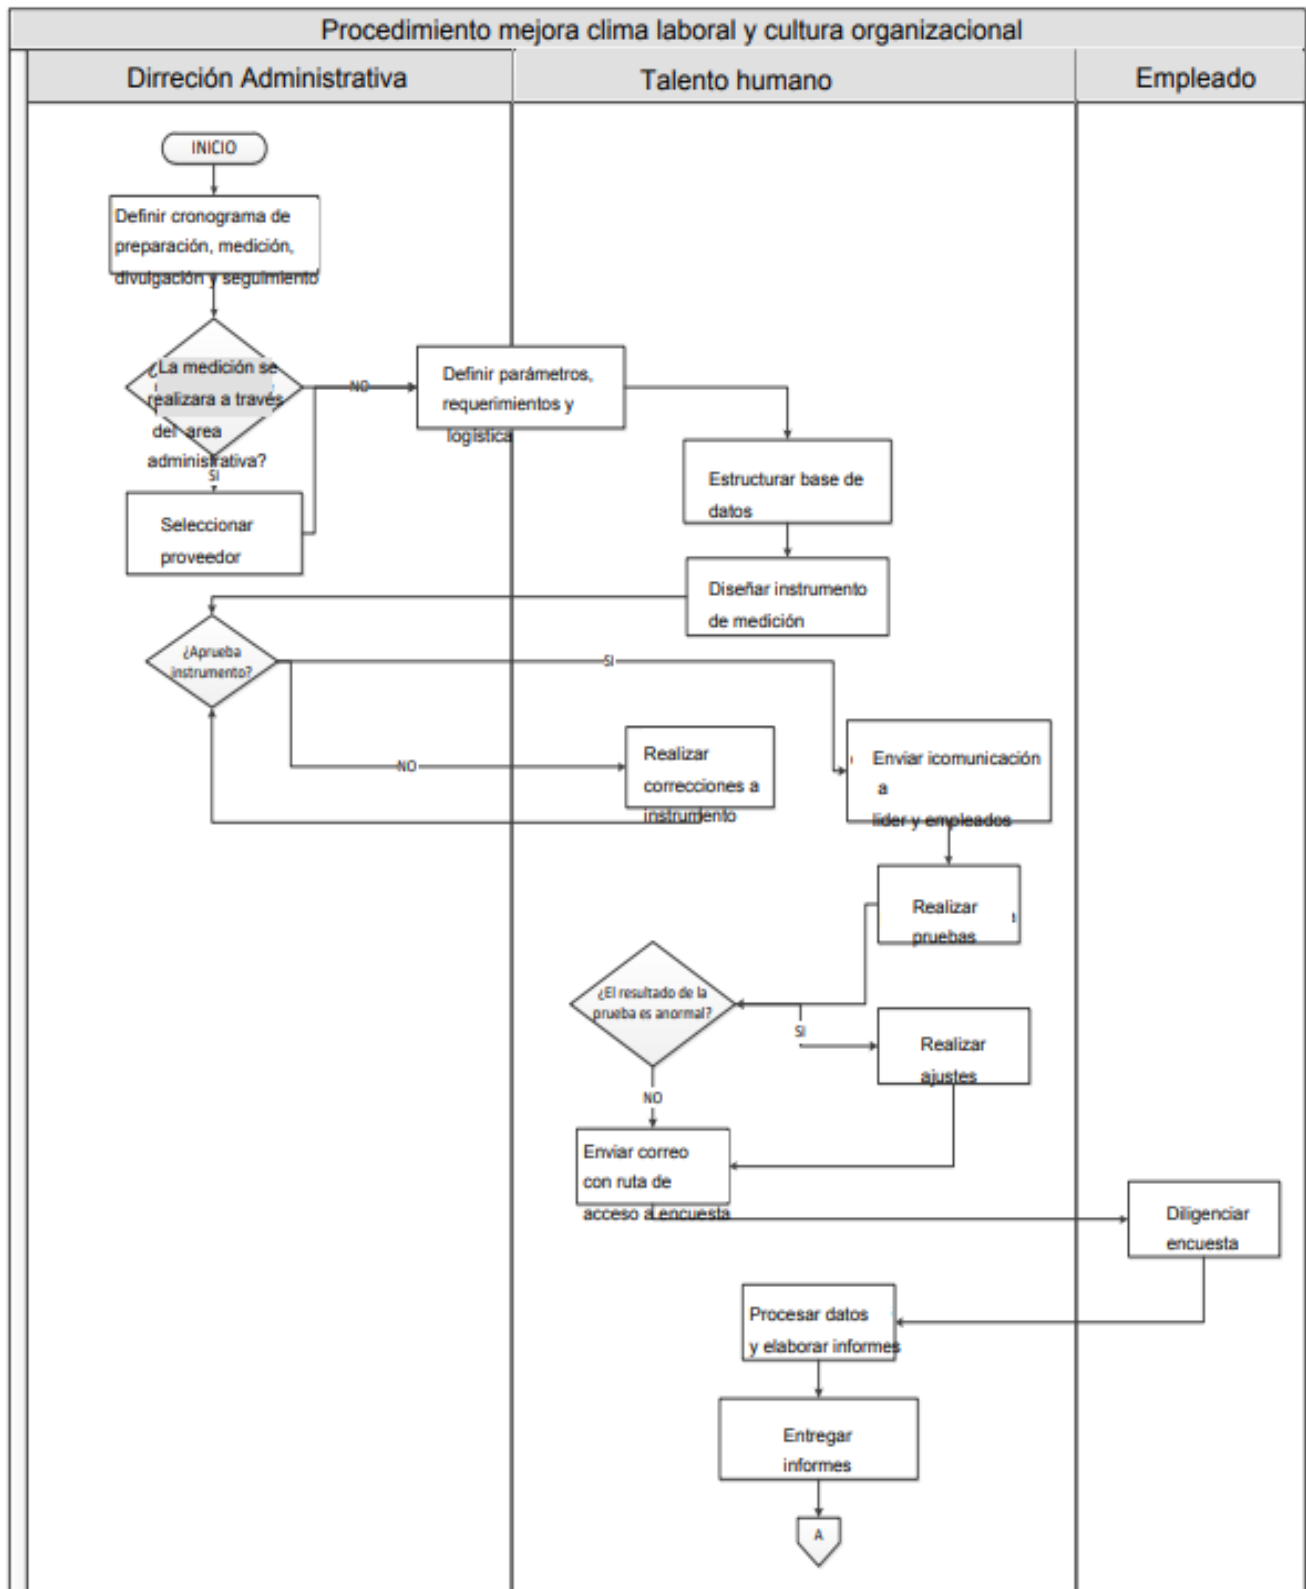 Procedimiento mejora clima laboral y cultura organizacional
Dirreción Administrativa
Talento humano
Empleado
INICIO
Definir cronograma de
preparación, medición,
divulgación y seguimiento
¿La medición se
realizara a través
del area
administrativa?
NO
SI
Definir parámetros,
requerimientos y
logística
Seleccionar
proveedor
Estructurar base de
datos
Diseñar instrumento
de medición
¿Aprueba
instrumento?
SI
NO
Realizar
correcciones a
instrumento
Enviar icomunicación
a
lider y empleados
Realizar
pruebas
¿El resultado de la
prueba es anormal?
SI
NO
Realizar
ajustes
Enviar correo
con ruta de
acceso a encuesta
Diligenciar
encuesta
Procesar datos
y elaborar informes
Entregar
informes
A